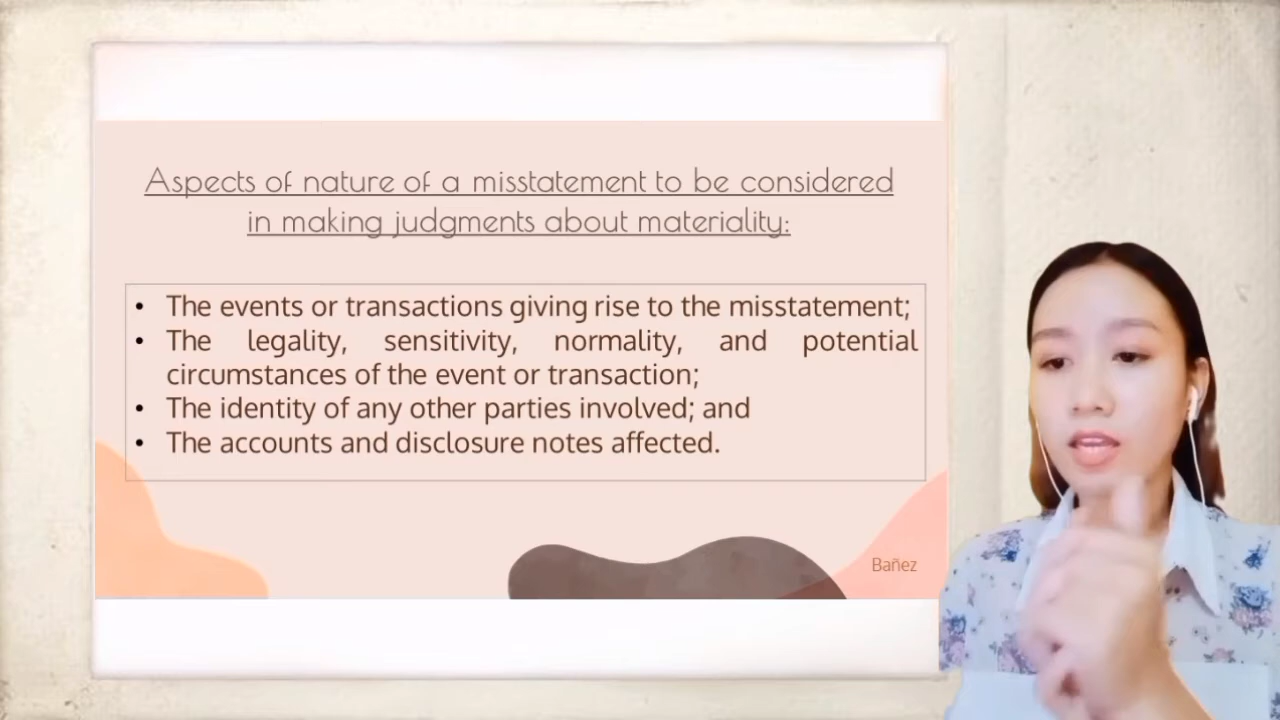 Aspects of nature of a misstatement to be considered
in making judgments about materiality:
• The events or transactions giving rise to the misstatement;
• The legality, sensitivity, normality, and potential
circumstances of the event or transaction;
• The identity of any other parties involved; and
• The accounts and disclosure notes affected.
Bañez